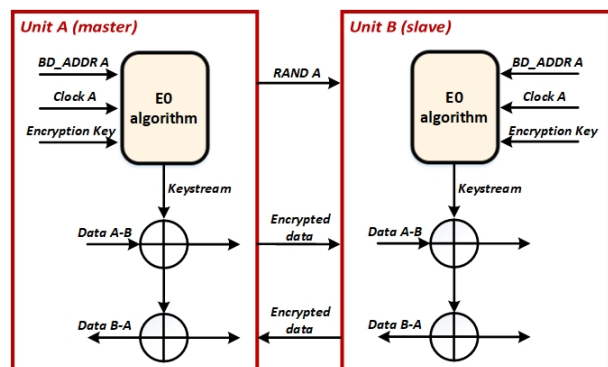 Unit A (master)
Unit B (slave)
BD_ADDR A
Clock A
Encryption Key
E0
algorithm
RAND A
E0
algorithm
BD_ADDR A
Clock A
Encryption Key
Keystream
Keystream
Data A-B
Encrypted
data
Data A-B
Data B-A
Encrypted
data
Data B-A